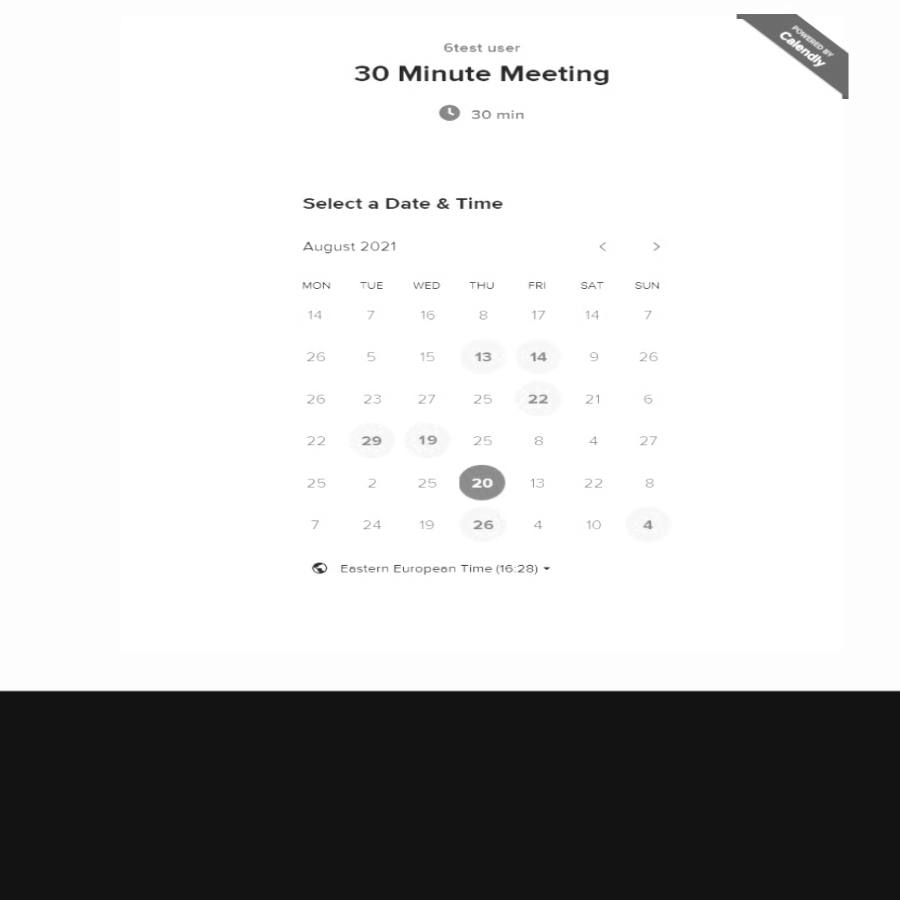 6test user
POWERED BY
Calendly
30 Minute Meeting
30 min
Select a Date & Time
August 2021
MON TUE WED THU FRI SAT SUN
14 7 16 8 17 14 7
26 5 15 13 14 9 26
26 23 27 25 22 21 6
22 29 19 25 8 4 27
25 2 25 20 13 22 8
7 24 19 26 4 10 4
Eastern European Time (16:28)